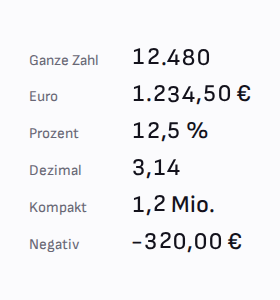 Ganze Zahl 12.480
Euro 1.234,50 €
Prozent 12,5 %
Dezimal 3,14
Kompakt 1,2 Mio.
Negativ -320,00 €